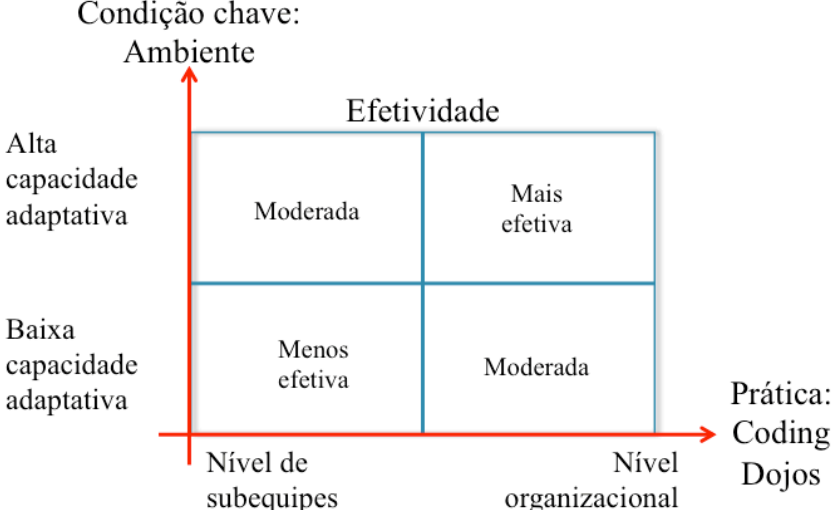 Condição chave:
Ambiente
Efetividade
Alta
capacidade
adaptativa
Moderada
Mais
efetiva
Baixa
capacidade
adaptativa
Menos
efetiva
Moderada
Prática:
Coding
Dojos
Nível de
subequipes
Nível
organizacional